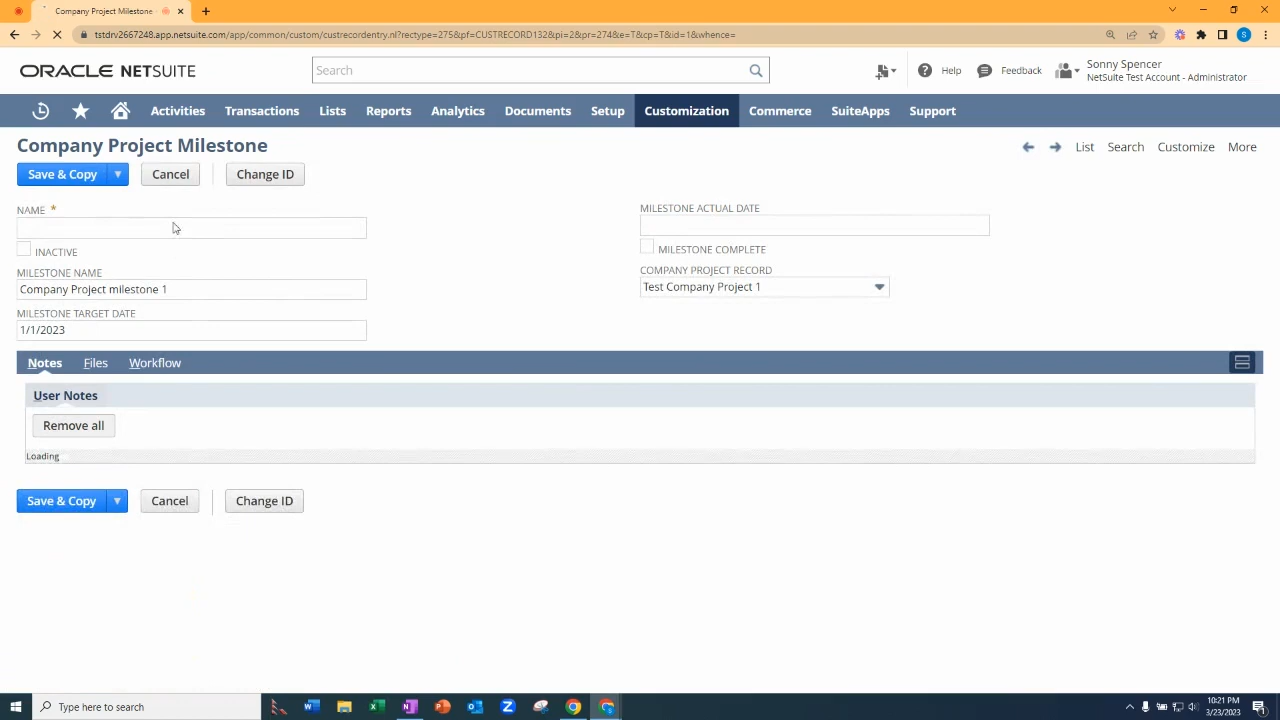 Company Project Milestone -
tstdrv2667248.app.netsuite.com/app/common/custom/custrecordentry.nl?rectype=275&pf=CUSTRECORD132&pi=2&pr=274&e=T&cp=T&id=1&whence=
S
ORACLE NETSUITE
Search
Help
Feedback
Sonny Spencer
NetSuite Test Account - Administrator
Activities Transactions Lists Reports Analytics Documents Setup Customization Commerce SuiteApps Support
Company Project Milestone
List Search Customize More
Save & Copy Cancel Change ID
NAME *
INACTIVE
MILESTONE NAME
Company Project milestone 1
MILESTONE TARGET DATE
1/1/2023
MILESTONE ACTUAL DATE
MILESTONE COMPLETE
COMPANY PROJECT RECORD
Test Company Project 1
Notes Files Workflow
User Notes
Remove all
Loading
Save & Copy Cancel Change ID
Type here to search
10:21 PM
3/23/2023